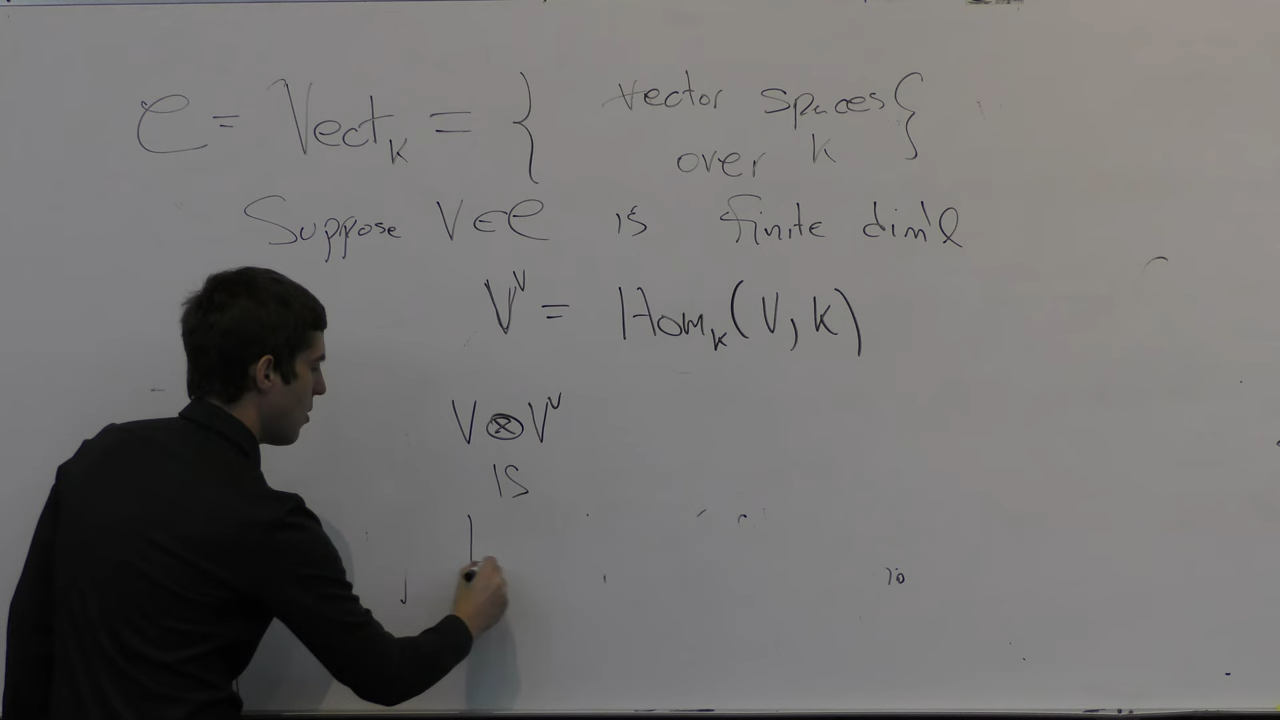 C = Vect_k = { vector spaces }
over k
Suppose V ∈ C is finite dim'l
V^∨ = Hom_k(V, k)
V ⊗ V^∨
IS